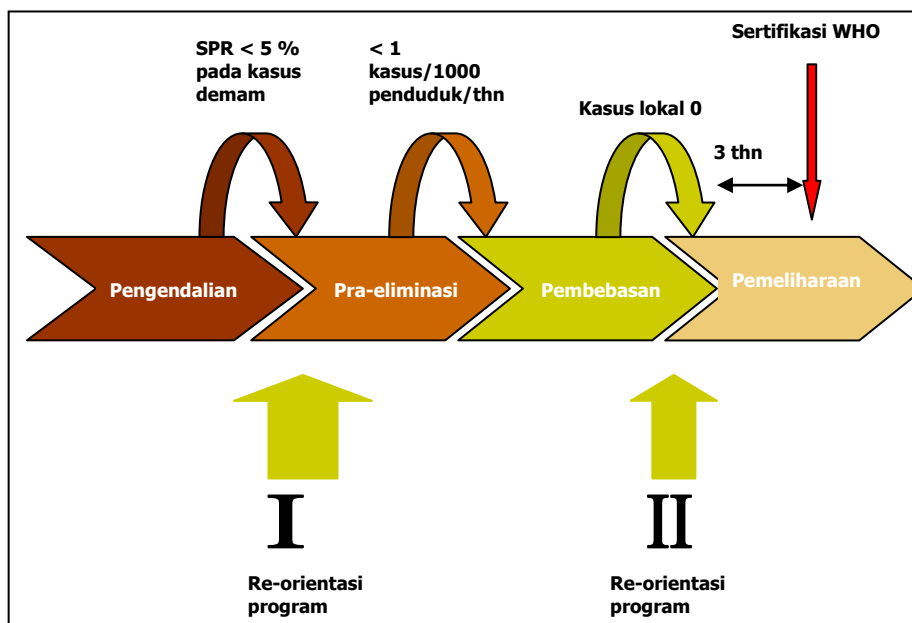 Sertifikasi WHO
SPR < 5 %
pada kasus
demam
< 1
kasus/1000
penduduk/thn
Kasus lokal 0
3 thn
Pengendalian
Pra-eliminasi
Pembebasan
Pemeliharaan
I
II
Re-orientasi
program
Re-orientasi
program